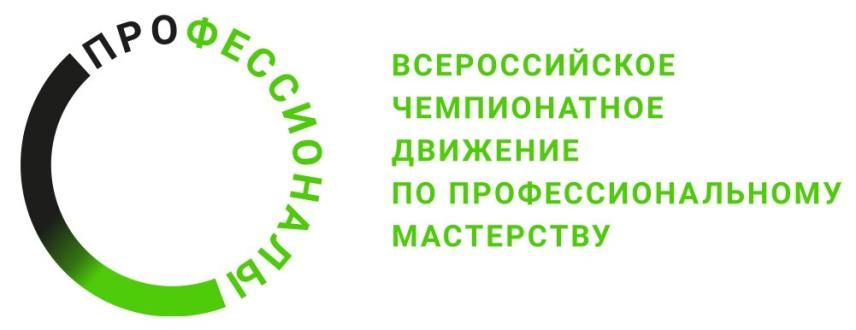 ПРОФЕССИОНАЛЫ
ВСЕРОССИЙСКОЕ
ЧЕМПИОНАТНОЕ
ДВИЖЕНИЕ
ПО ПРОФЕССИОНАЛЬНОМУ
МАСТЕРСТВУ